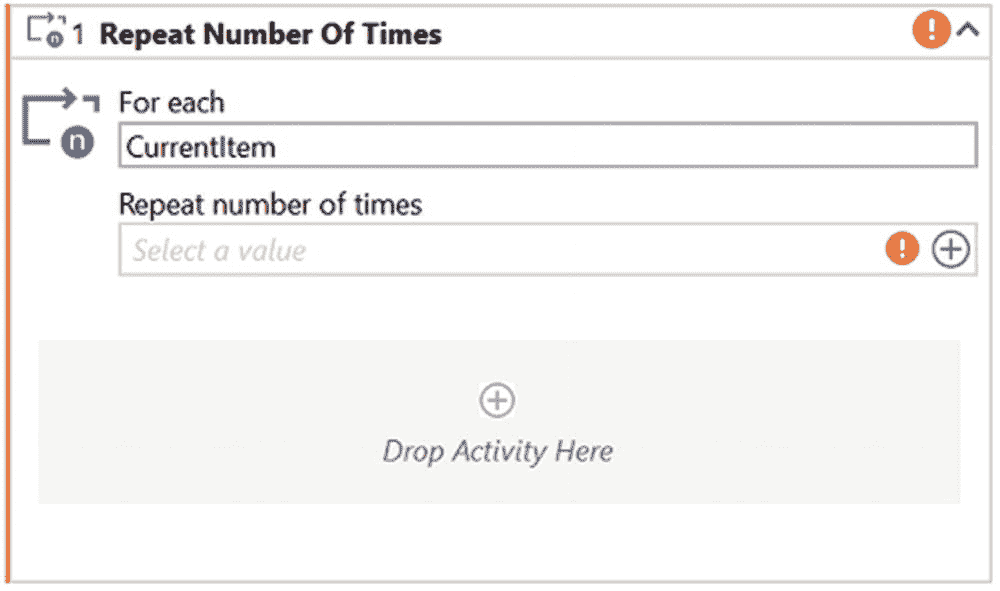 n 1 Repeat Number Of Times !
For each
n
CurrentItem
Repeat number of times
Select a value !
Drop Activity Here